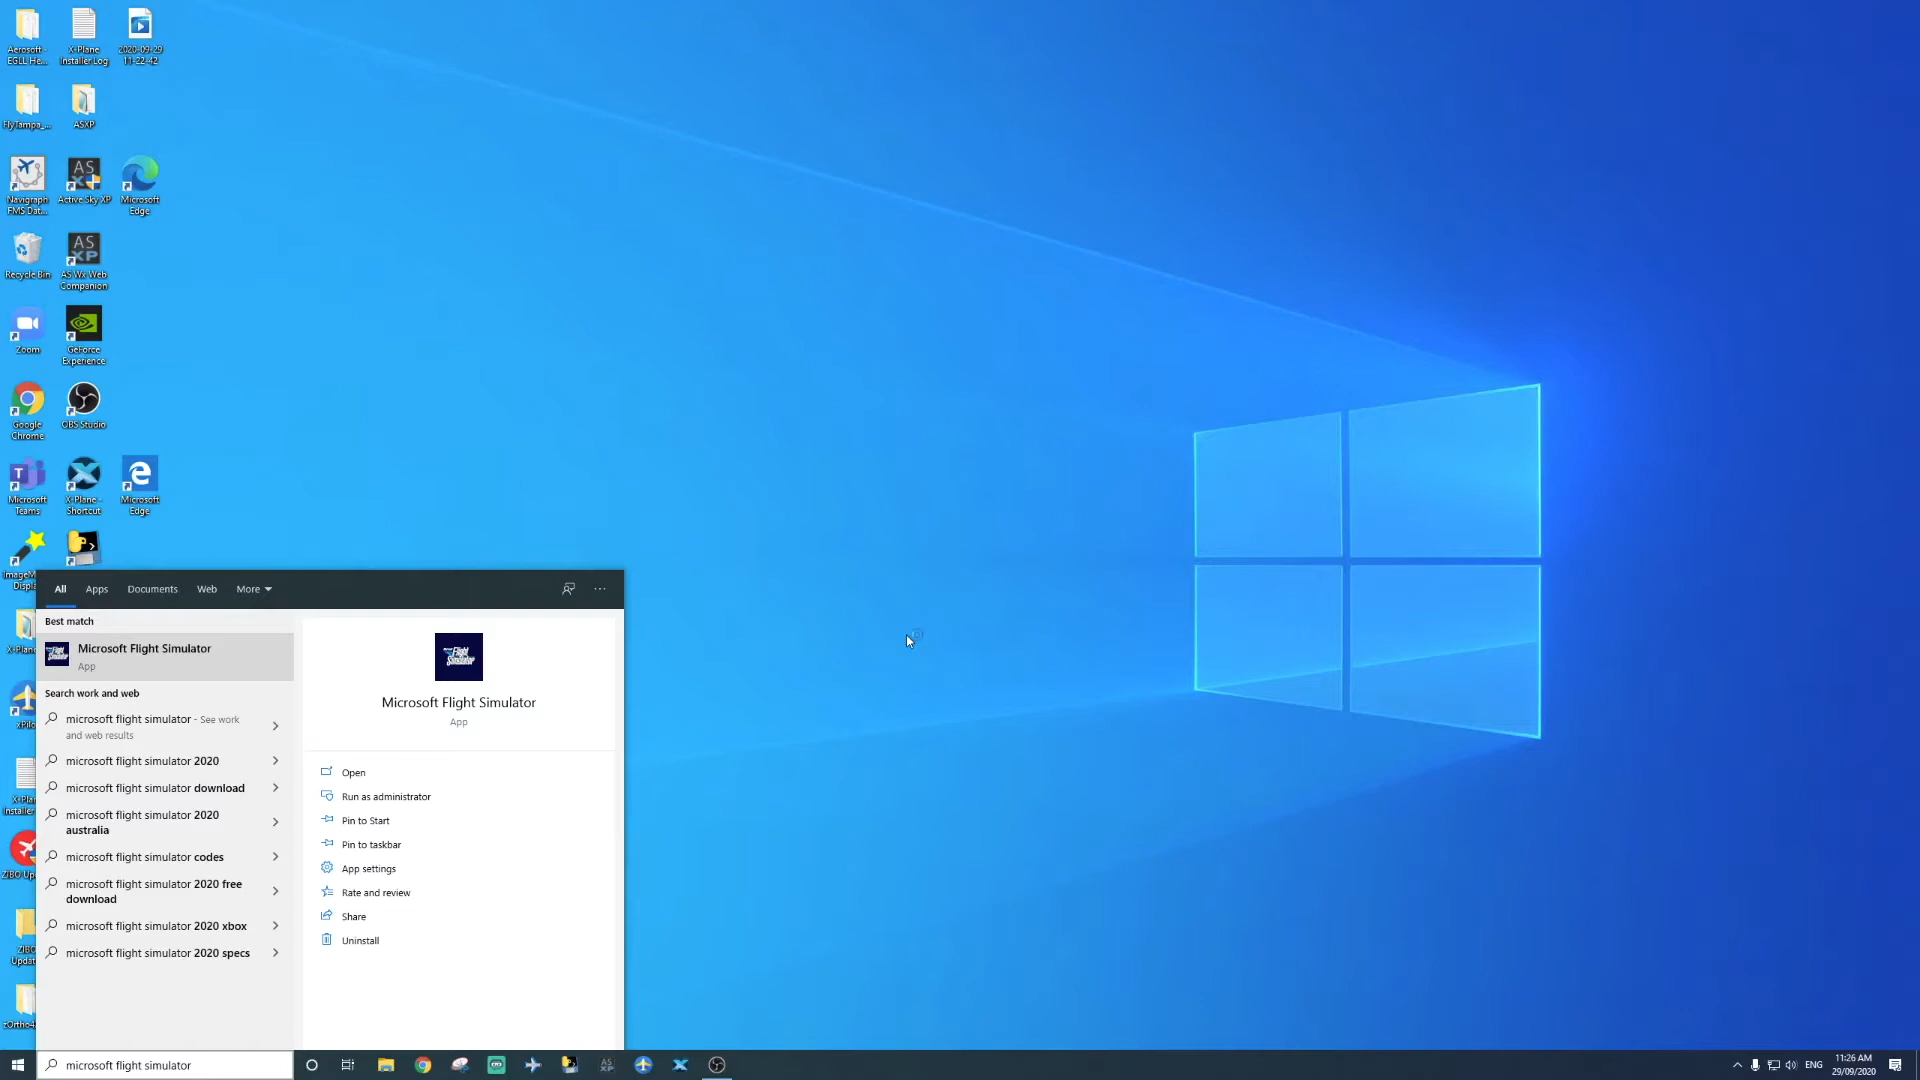 Aerosoft -
EGLL He...
X-Plane
Installer Log
2020-09-29
11-22-42
FlyTampa_...
ASXP
Navigraph
FMS Dat...
Active Sky XP
Microsoft
Edge
Recycle Bin
AS
XP
AS Wx Web
Companion
Zoom
GeForce
Experience
Google
Chrome
OBS Studio
Microsoft
Teams
X-Plane -
Shortcut
Microsoft
Edge
All
Apps
Documents
Web
More
Best match
Flight
Simulator
Microsoft Flight Simulator
App
Search work and web
microsoft flight simulator - See work
and web results
microsoft flight simulator 2020
microsoft flight simulator download
microsoft flight simulator 2020
australia
microsoft flight simulator codes
microsoft flight simulator 2020 free
download
microsoft flight simulator 2020 xbox
microsoft flight simulator 2020 specs
Flight
Simulator
Microsoft Flight Simulator
App
Open
Run as administrator
Pin to Start
Pin to taskbar
App settings
Rate and review
Share
Uninstall
microsoft flight simulator
ENG
11:26 AM
29/09/2020